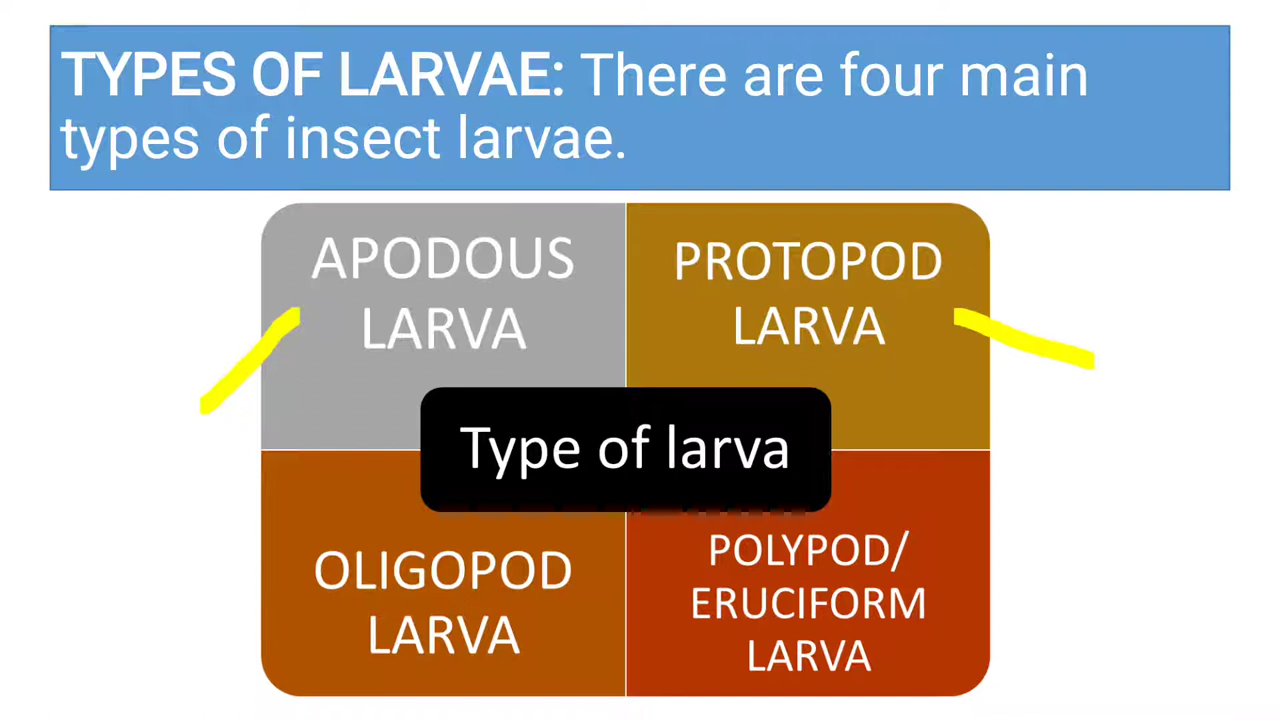 TYPES OF LARVAE: There are four main
types of insect larvae.
APODOUS
LARVA
PROTOPOD
LARVA
Type of larva
OLIGOPOD
LARVA
POLYPOD/
ERUCIFORM
LARVA